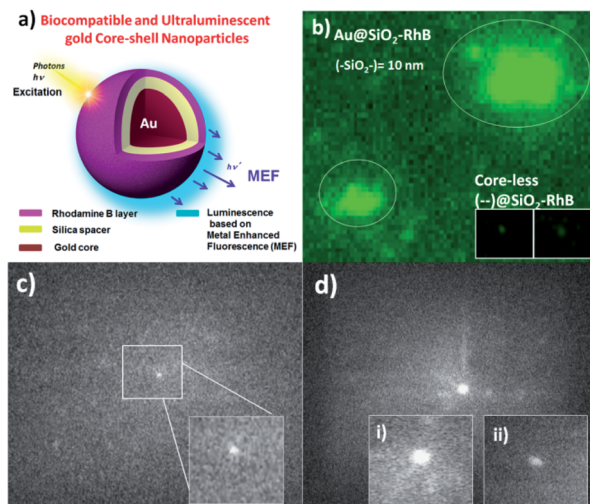 a)
Biocompatible and Ultraluminescent
gold Core-shell Nanoparticles
Photons
hν
Excitation
Au
hν'
MEF
Rhodamine B layer
Silica spacer
Gold core
Luminescence
based on
Metal Enhanced
Fluorescence (MEF)
b)
Au@SiO₂-RhB
(-SiO₂-)= 10 nm
Core-less
(--)@SiO₂-RhB
c)
d)
i)
ii)